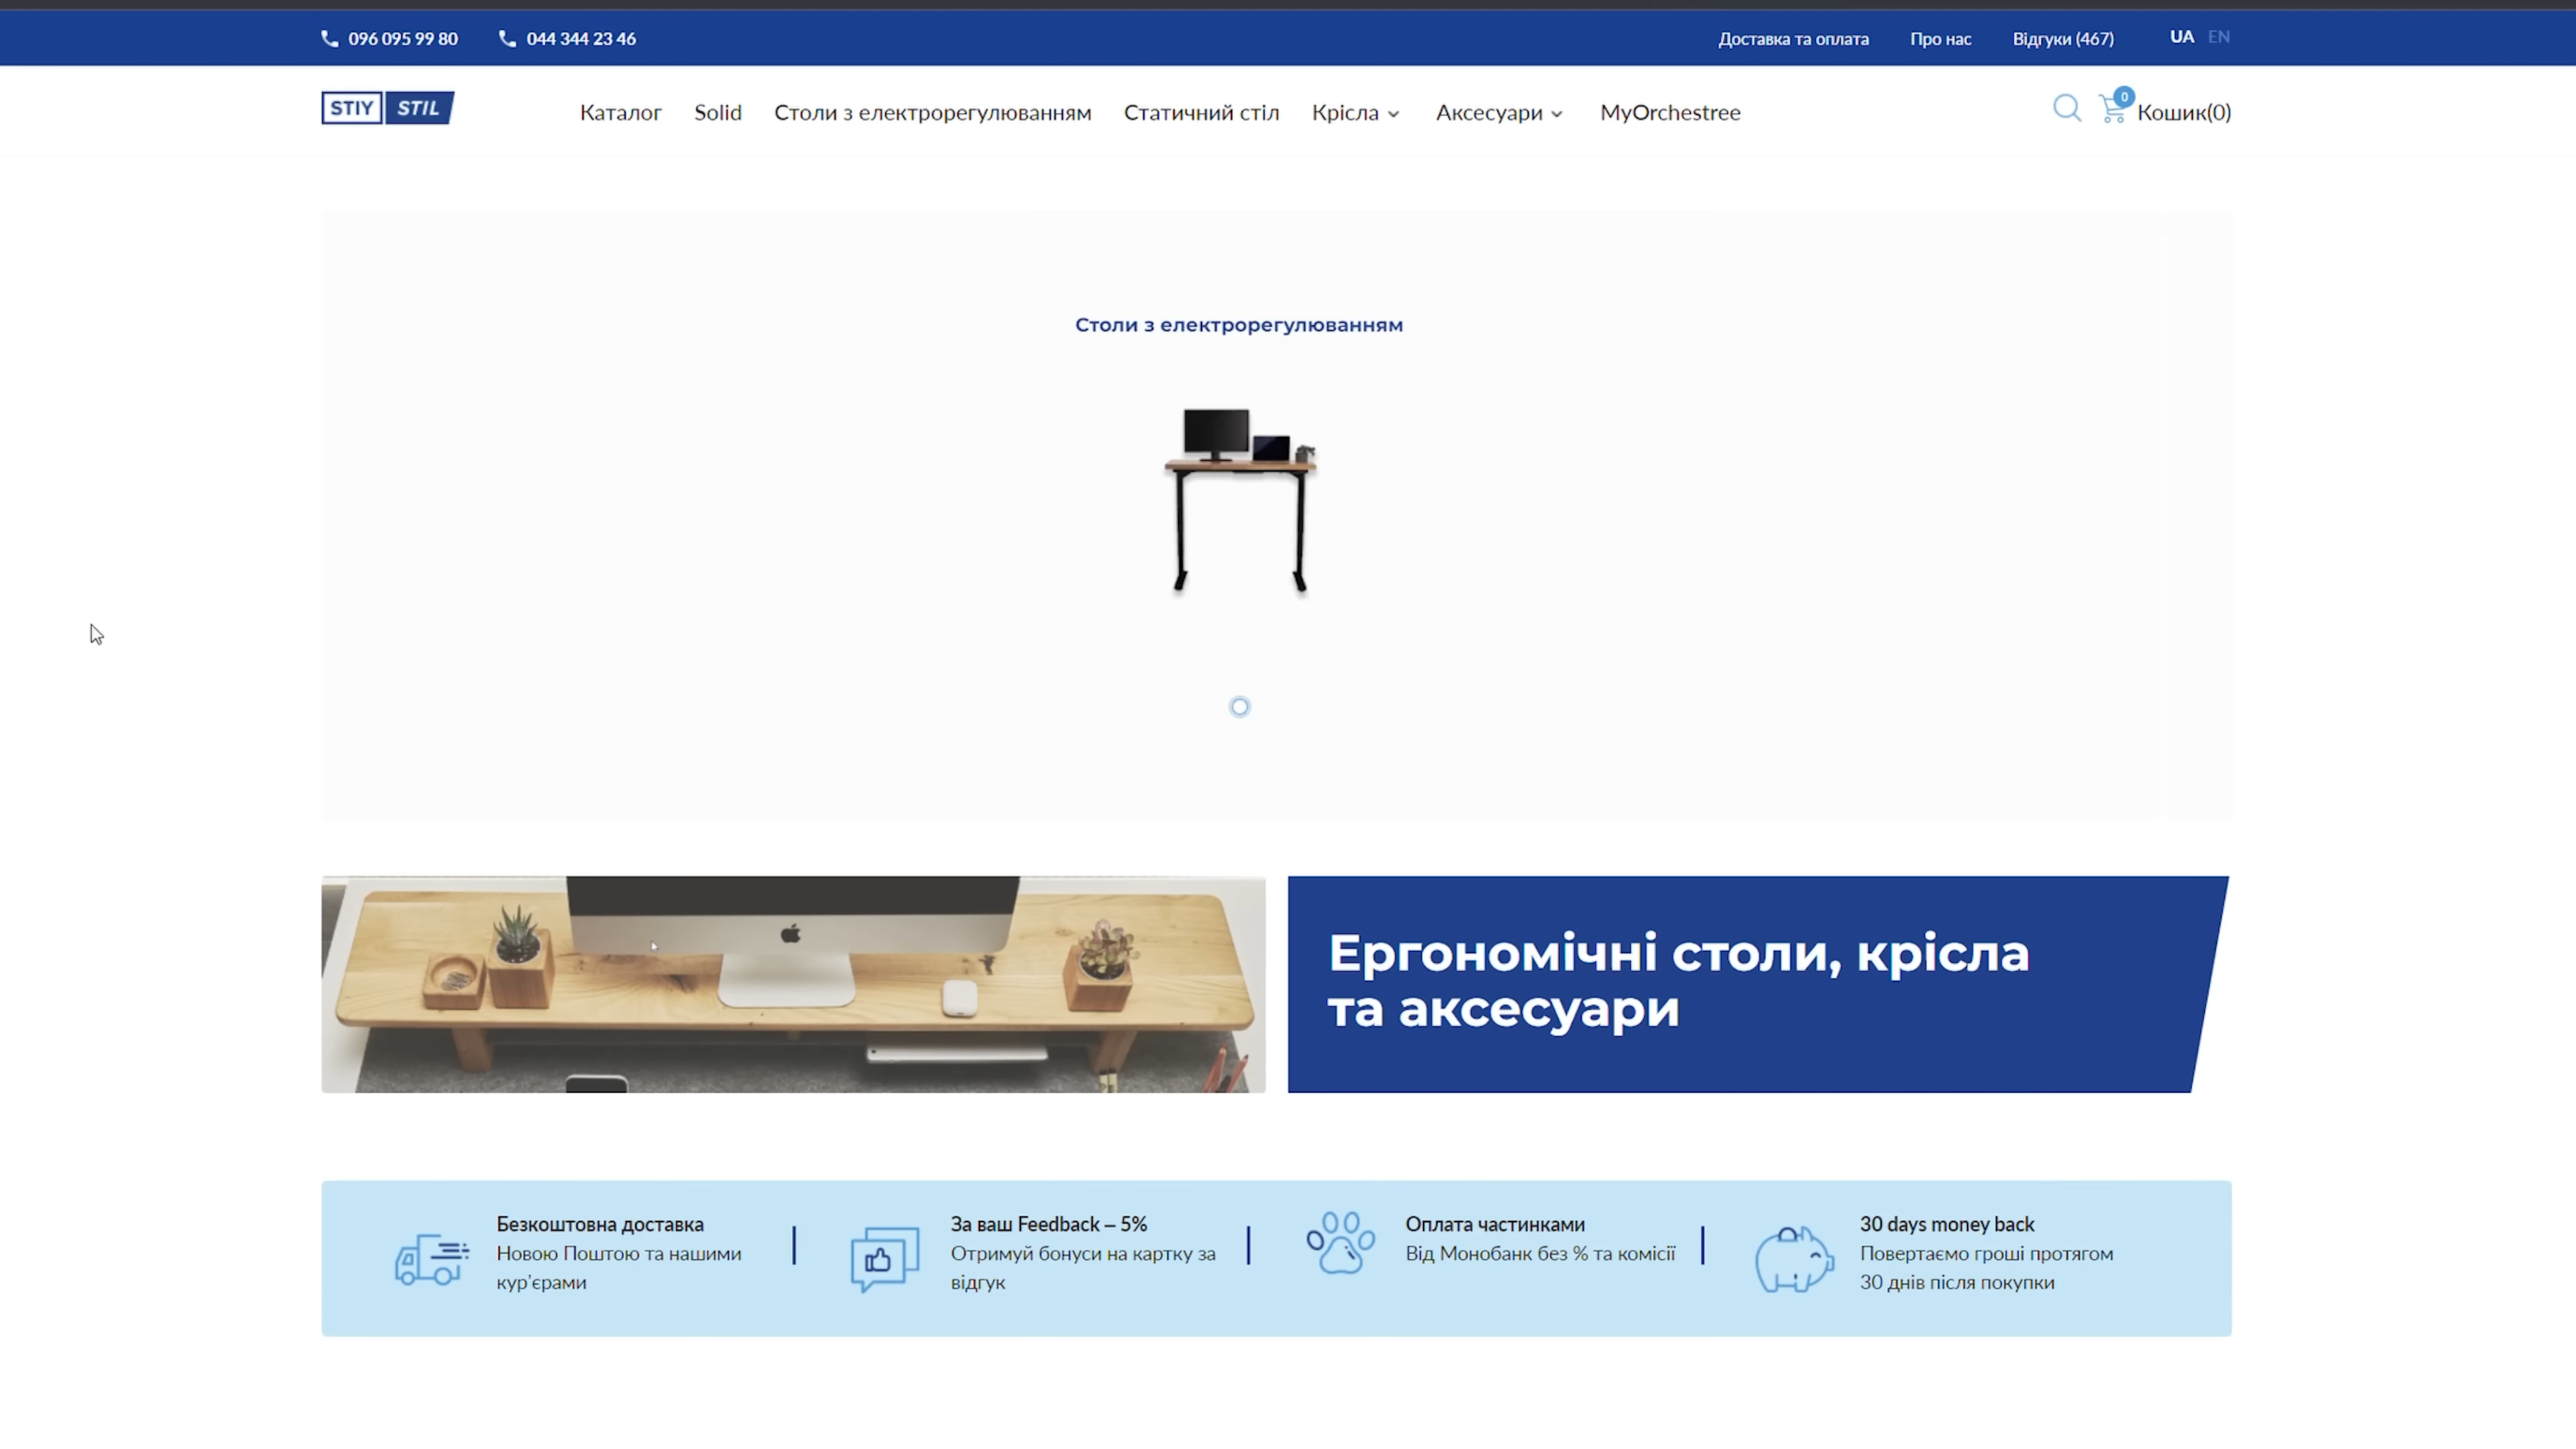 096 095 99 80
044 344 23 46
Доставка та оплата
Про нас
Відгуки (467)
UA EN
STIY STIL
Каталог
Solid
Столи з електрорегулюванням
Статичний стіл
Крісла
Аксесуари
MyOrchestree
0
Кошик(0)
Столи з електрорегулюванням
Ергономічні столи, крісла
та аксесуари
Безкоштовна доставка
Новою Поштою та нашими
кур'єрами
За ваш Feedback – 5%
Отримуй бонуси на картку за
відгук
Оплата частинками
Від Монобанк без % та комісії
30 days money back
Повертаємо гроші протягом
30 днів після покупки